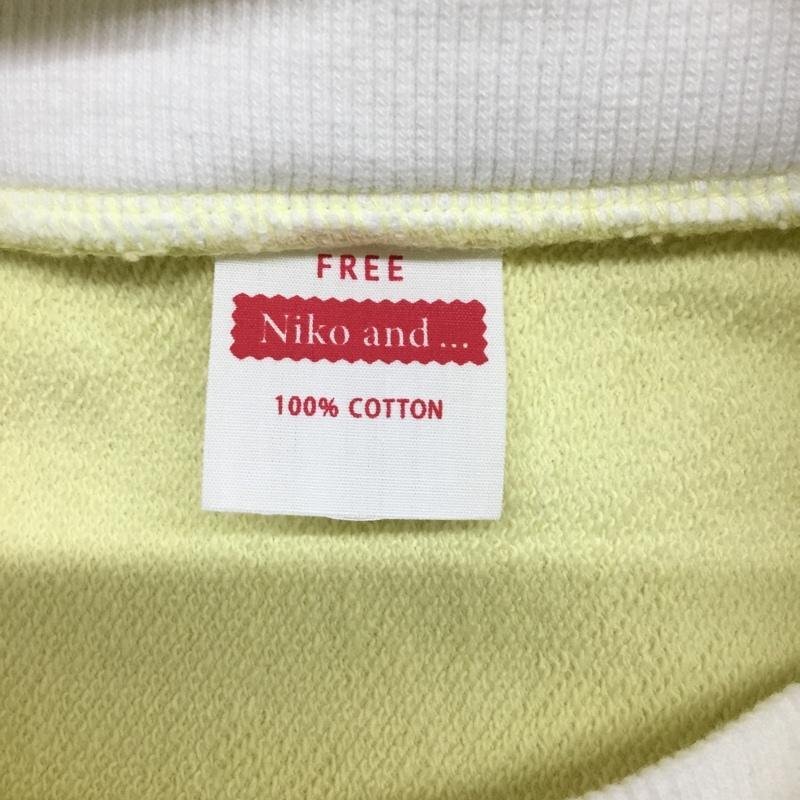 FREE
Niko and ...
100% COTTON